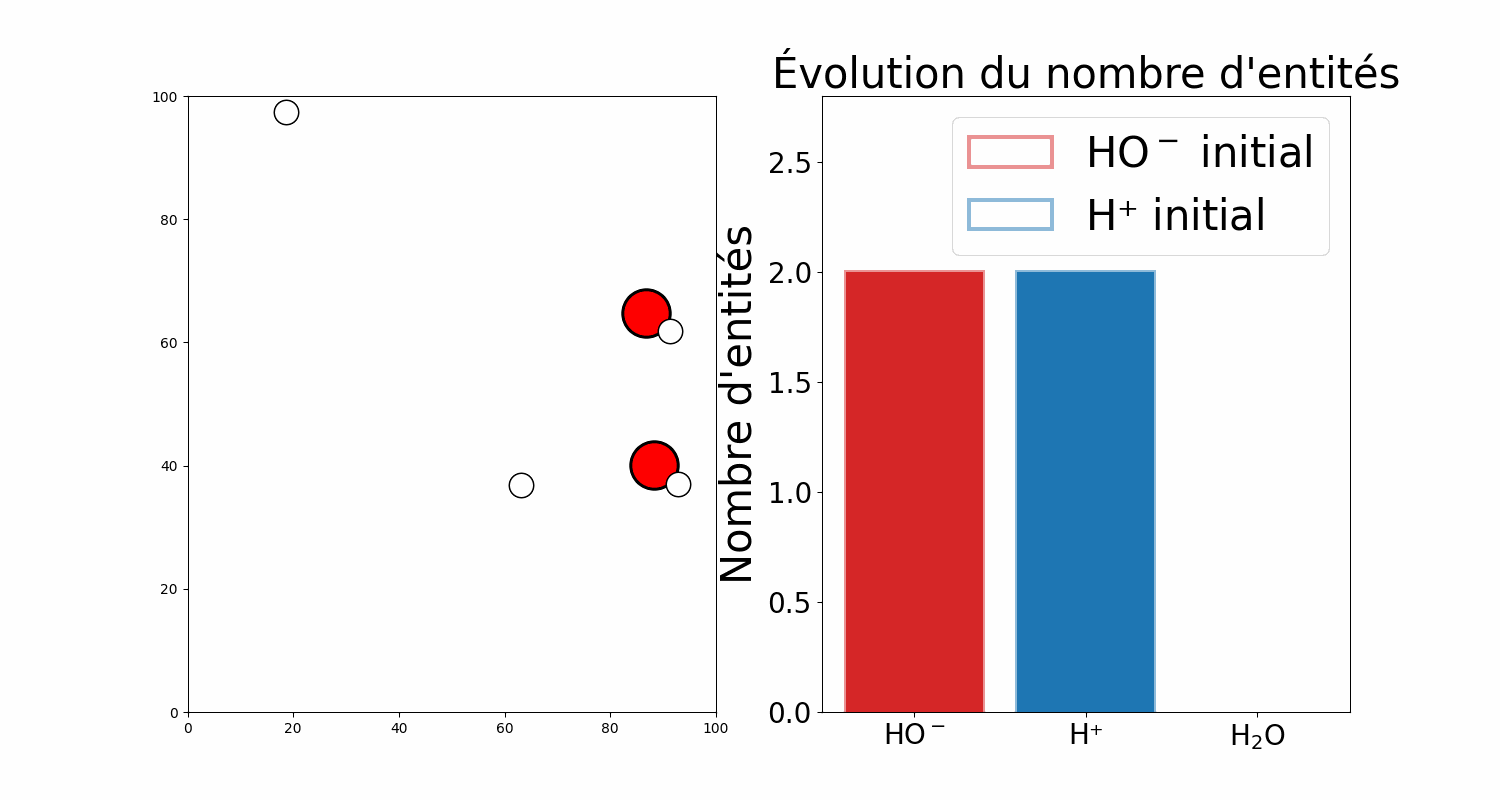 100
80
60
40
20
0
0 20 40 60 80 100
Évolution du nombre d'entités
HO⁻ initial
H⁺ initial
Nombre d'entités
2.5
2.0
1.5
1.0
0.5
0.0
HO⁻ H⁺ H₂O